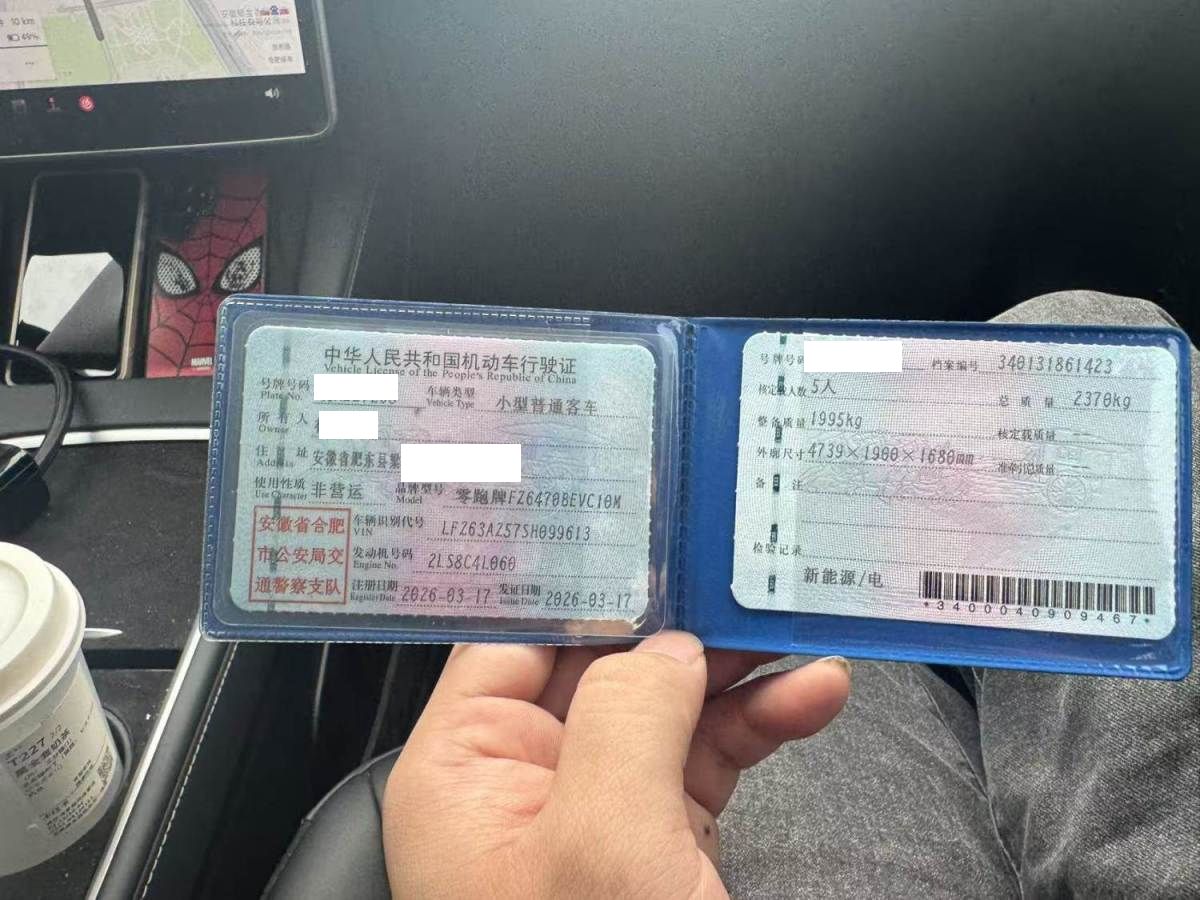 10 km
49%
MARVEL
中华人民共和国机动车行驶证
Vehicle License of the People's Republic of China
号牌号码
Plate No.
车辆类型 小型普通客车
Vehicle Type
所有人
Owner
住址 安徽省肥东县
Address
使用性质 非营运 品牌型号 零跑牌FZ6470BEVC10M
Use Character Model
安徽省合肥
市公安局交
通警察支队
车辆识别代号 LFZ63AZ57SH099613
VIN
发动机号码 2LS8C4L060
Engine No.
注册日期 2026-03-17 发证日期 2026-03-17
Register Date Issue Date
号牌号码 档案编号 340131861423
核定载人数 5人 总质量 2370kg
整备质量 1995kg 核定载质量 --
外廓尺寸 4739×1900×1680mm 准牵引总质量 --
备注
检验记录
新能源/电
*3400040909467*
T227